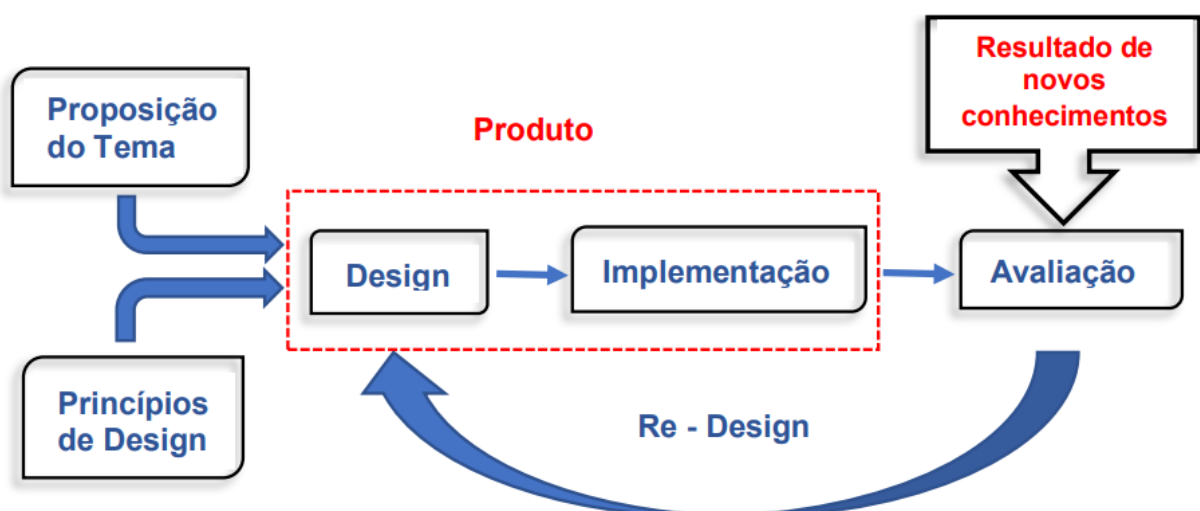 Proposição
do Tema
Princípios
de Design
Produto
Design
Implementação
Resultado de
novos
conhecimentos
Avaliação
Re - Design